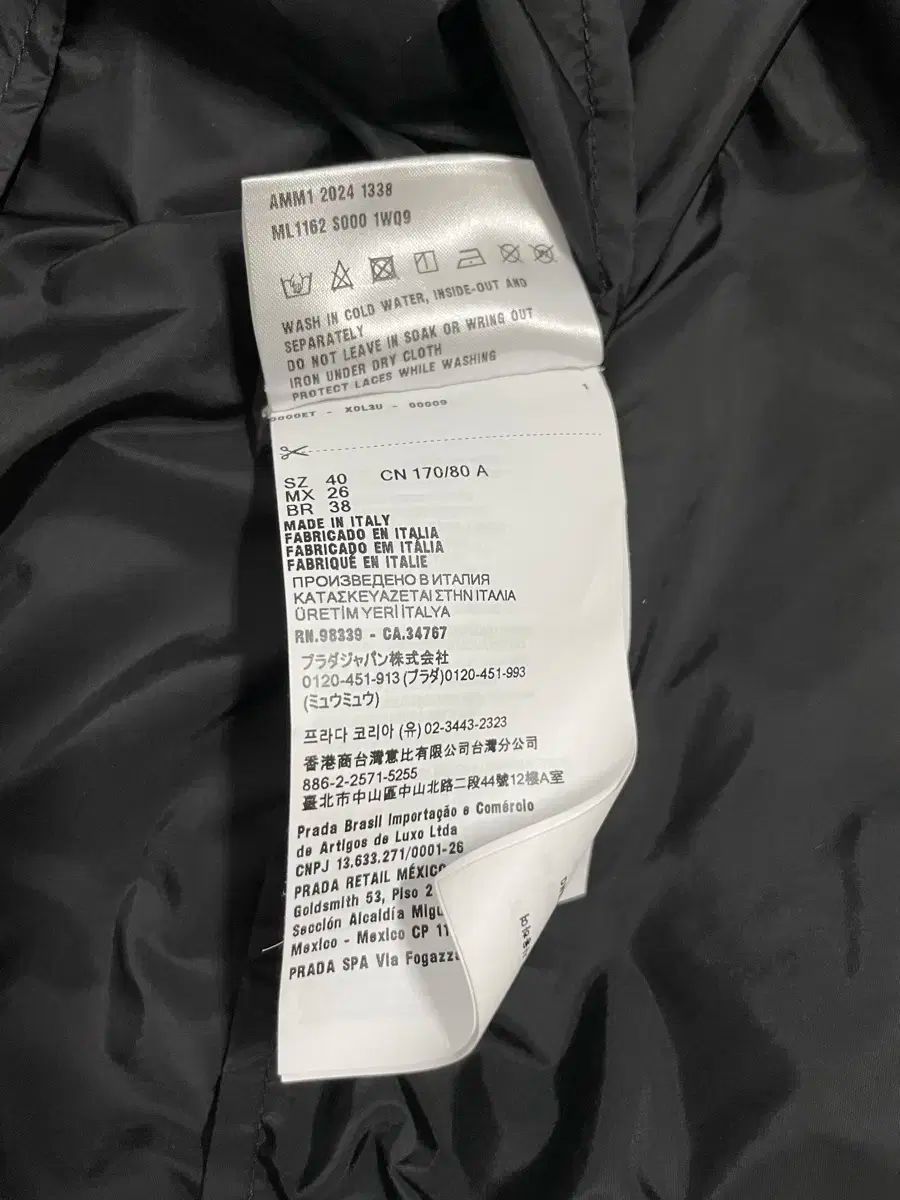 AMM1 2024 1338
ML1162 S000 1WQ9
WASH IN COLD WATER, INSIDE-OUT AND
SEPARATELY
DO NOT LEAVE IN SOAK OR WRING OUT
IRON UNDER DRY CLOTH
PROTECT LACES WHILE WASHING
- XOL3U - 00009
1
SZ 40 CN 170/80 A
MX 26
BR 38
MADE IN ITALY
FABRICADO EN ITALIA
FABRICADO EM ITÁLIA
FABRIQUÉ EN ITALIE
ПРОИЗВЕДЕНО В ИТАЛИЯ
ΚΑΤΑΣΚΕΥΑΖΕΤΑΙ ΣΤΗΝ ΙΤΑΛΙΑ
ÜRETİM YERİ İTALYA
RN.98339 - CA.34767
プラダジャパン株式会社
0120-451-913 (プラダ)0120-451-993
(ミュウミュウ)
프라다 코리아 (유) 02-3443-2323
香港商台灣惠比有限公司台灣分公司
886-2-2571-5255
臺北市中山區中山北路二段44號12樓A室
Prada Brasil Importação e Comérolo
de Artigos de Luxo Ltda
CNPJ 13.633.271/0001-26
PRADA RETAIL MÉXICO
Goldsmith 53, Piso 2
Sección Alcaldía
Mexico - Mexico CP
PRADA SPA Via